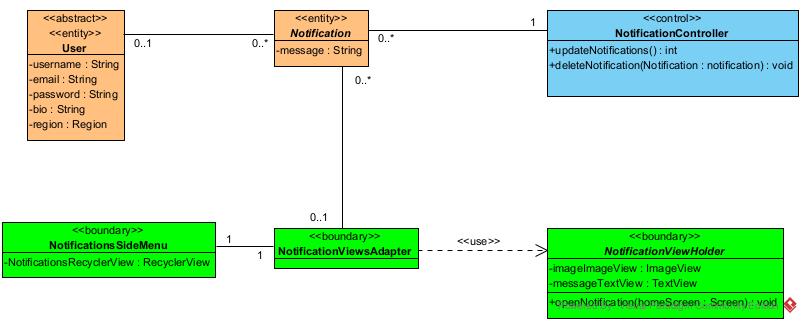 <<abstract>>
<<entity>>
User
-username : String
-email : String
-password : String
-bio : String
-region : Region
0..1
0..*
<<entity>>
Notification
-message : String
0..*
1
<<control>>
NotificationController
+updateNotifications() : int
+deleteNotification(Notification : notification) : void
0..*
0..1
<<boundary>>
NotificationsSideMenu
-NotificationsRecyclerView : RecyclerView
1
1
<<boundary>>
NotificationViewsAdapter
<<use>>
<<boundary>>
NotificationViewHolder
-imageImageView : ImageView
-messageTextView : TextView
+openNotification(homeScreen : Screen) : void